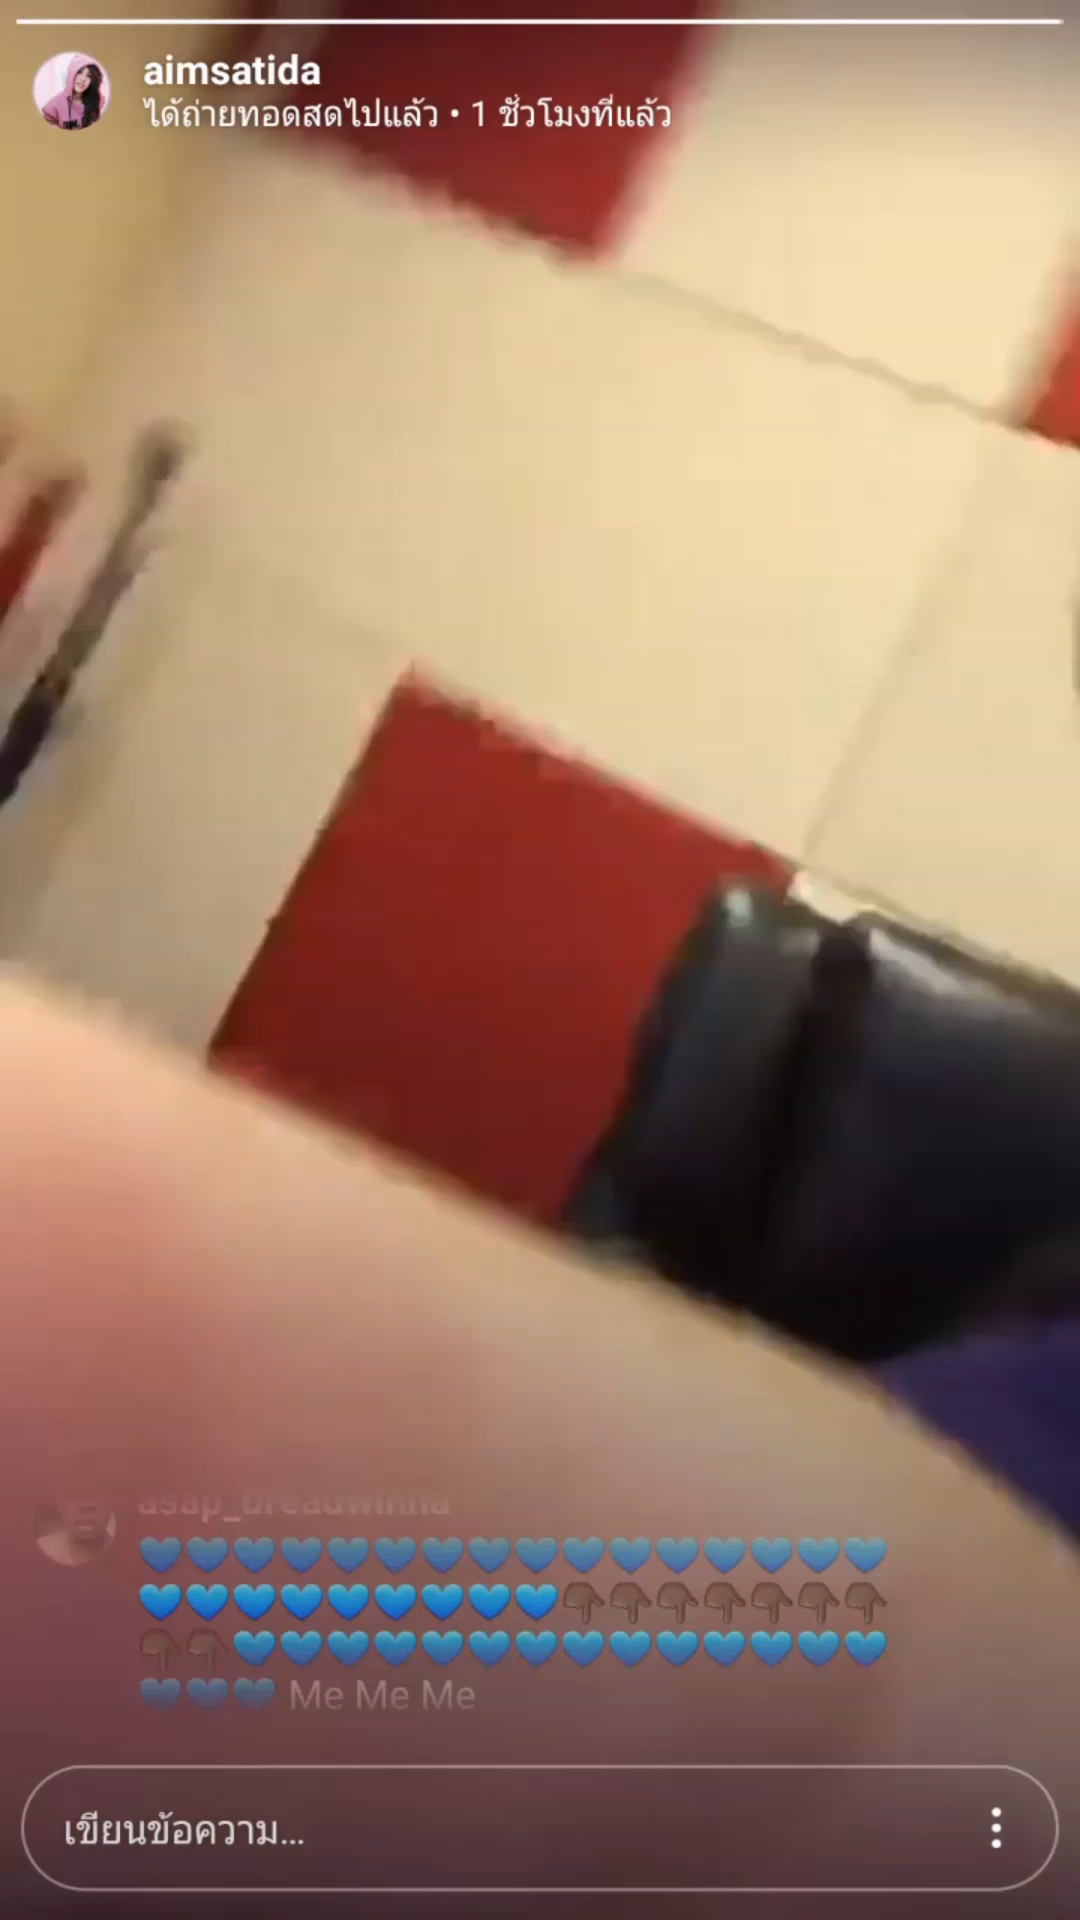 aimsatida
ได้ถ่ายทอดสดไปแล้ว • 1 ชั่วโมงที่แล้ว
asap_breadwinna
💙💙💙💙💙💙💙💙💙💙💙💙💙💙💙💙
💙💙💙💙💙💙💙💙💙👇🏿👇🏿👇🏿👇🏿👇🏿👇🏿👇🏿
👇🏿👇🏿💙💙💙💙💙💙💙💙💙💙💙💙💙💙
💙💙💙 Me Me Me
เขียนข้อความ...